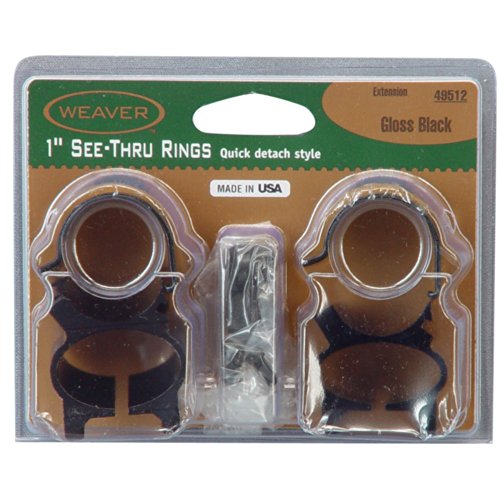 WEAVER
Extension 49512
Gloss Black
1" SEE-THRU RINGS Quick detach style
MADE IN USA